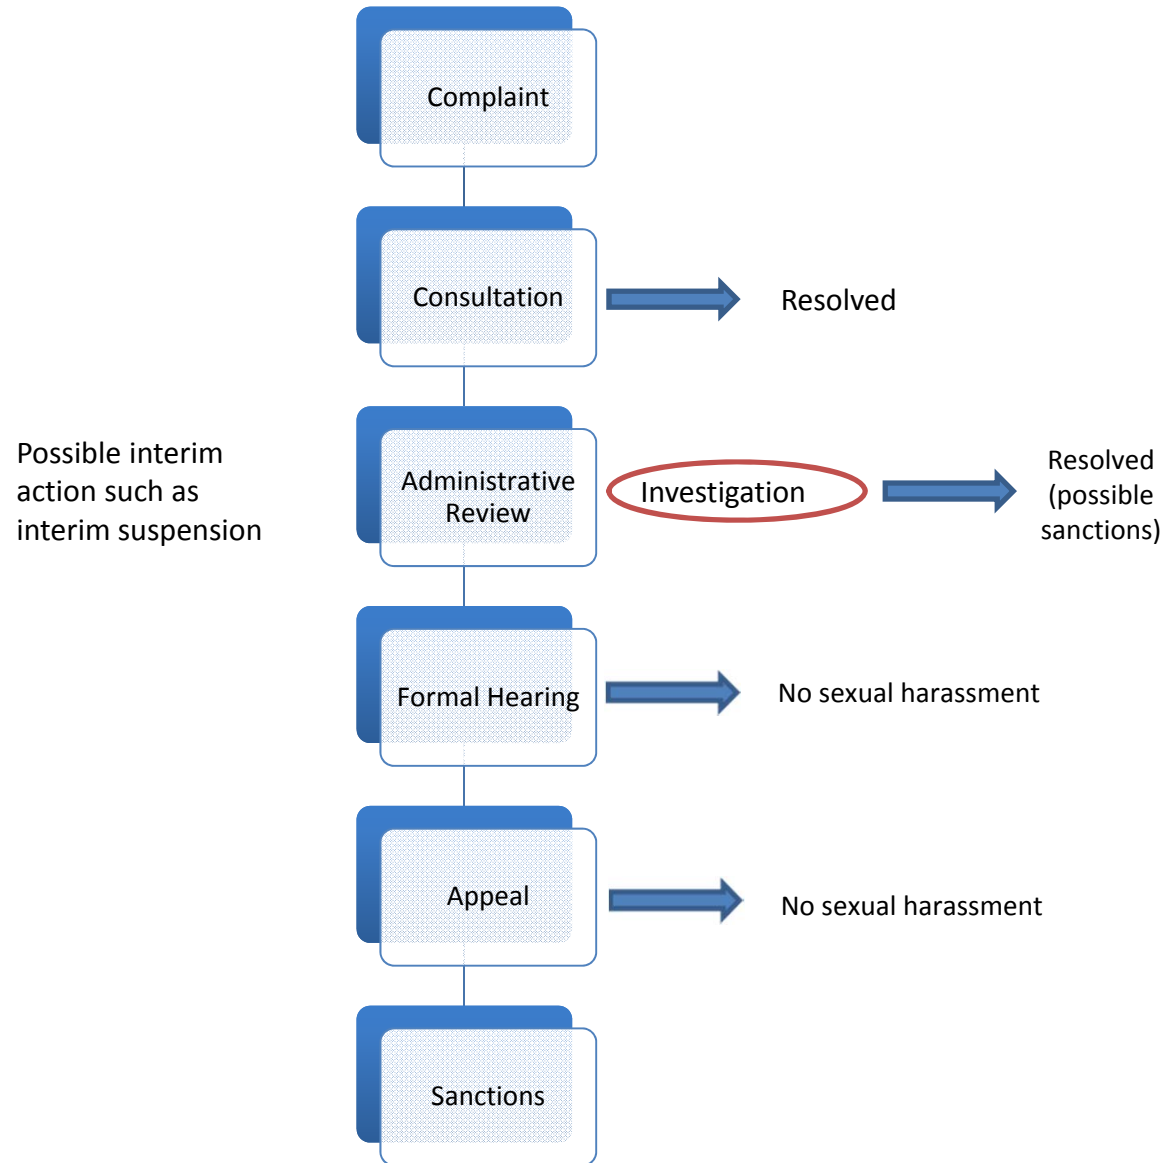 Complaint
Consultation
Resolved
Possible interim
action such as
interim suspension
Administrative
Review
Investigation
Resolved
(possible
sanctions)
Formal Hearing
No sexual harassment
Appeal
No sexual harassment
Sanctions